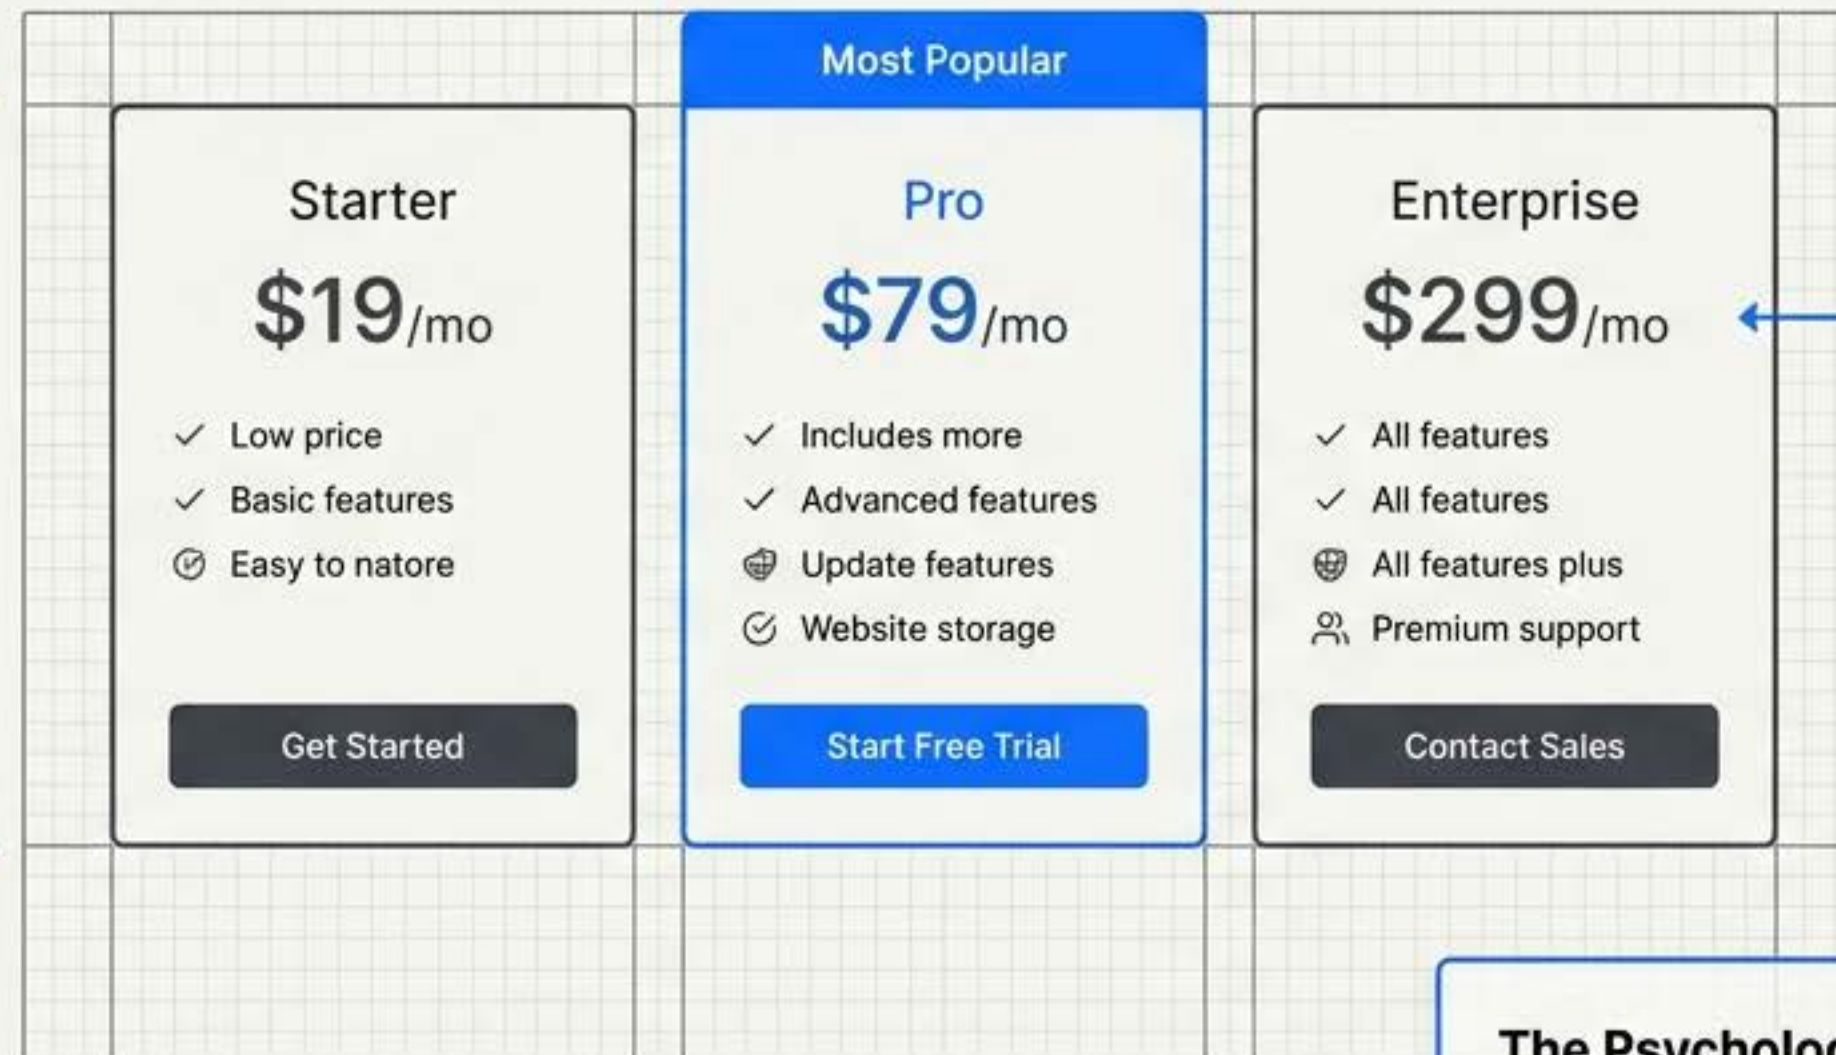 Most Popular
Starter
$19/mo
Low price
Basic features
Easy to natore
Get Started
Pro
$79/mo
Includes more
Advanced features
Update features
Website storage
Start Free Trial
Enterprise
$299/mo
All features
All features
All features plus
Premium support
Contact Sales
The Psycholo